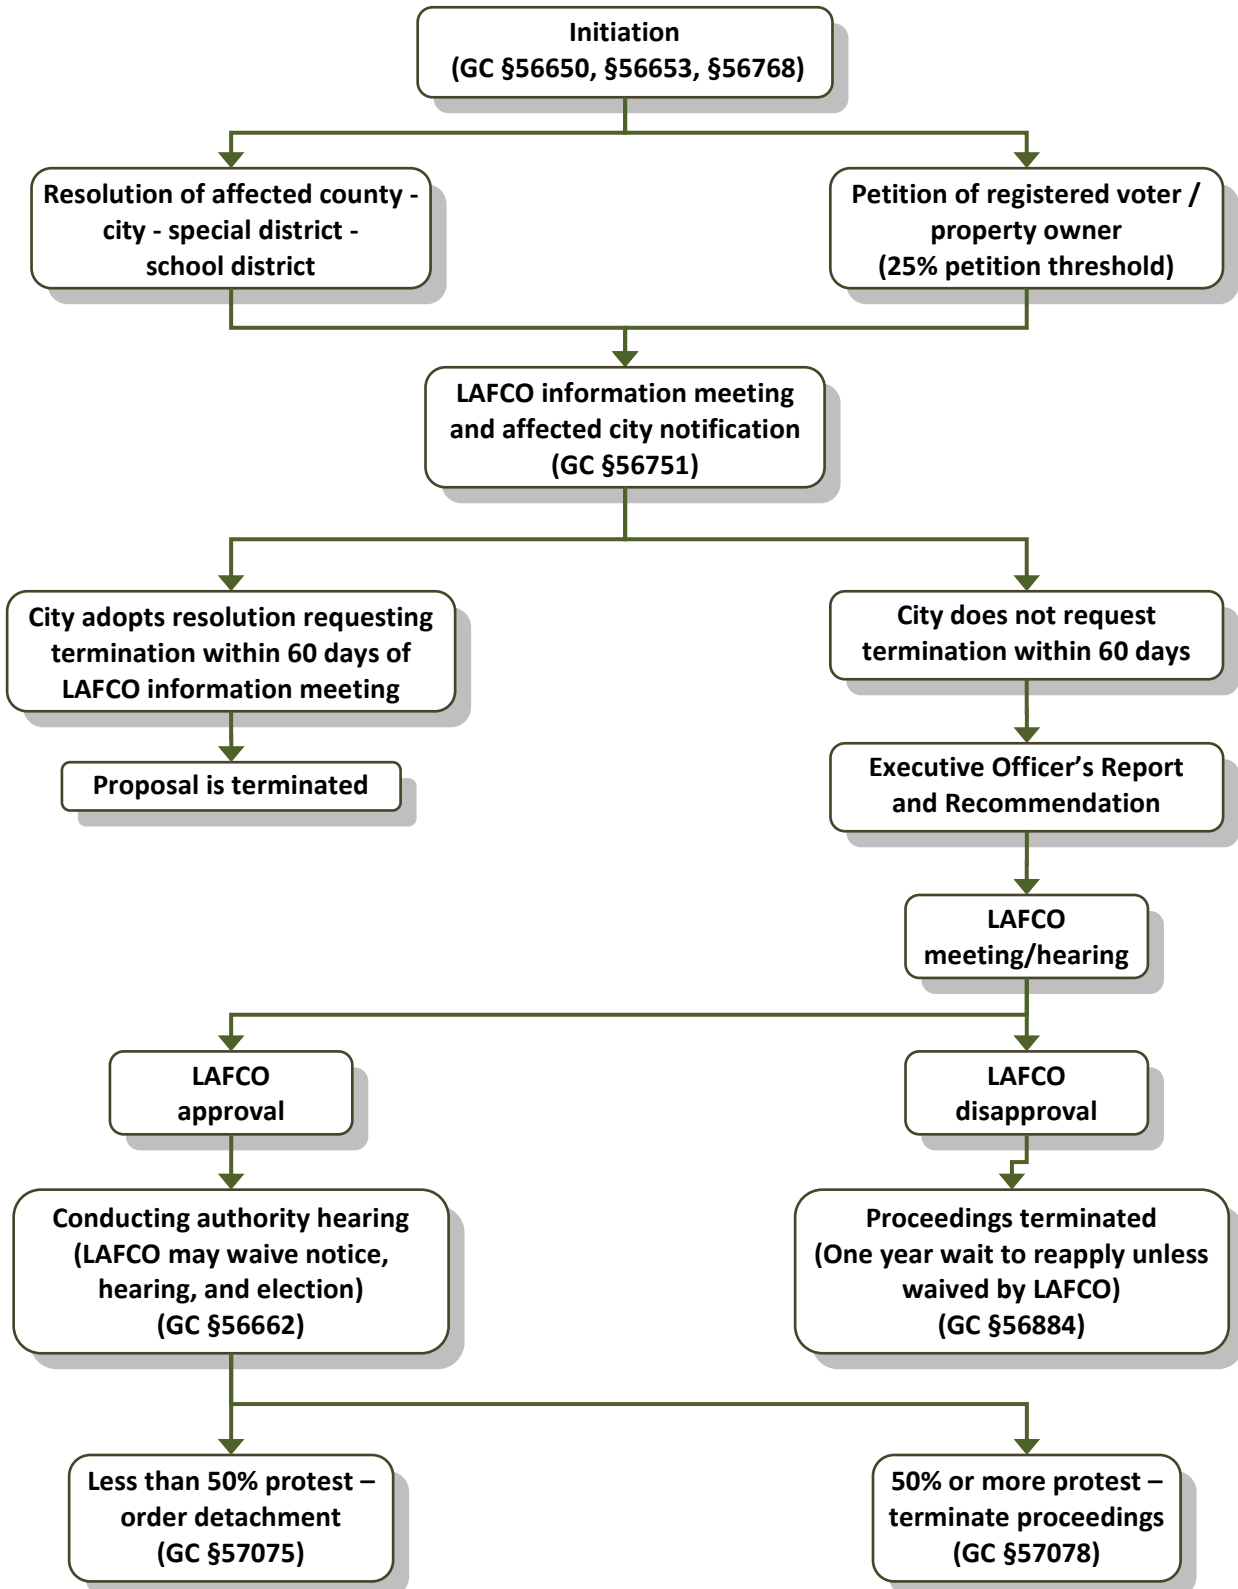 Initiation
(GC §56650, §56653, §56768)
Resolution of affected county -
city - special district -
school district
Petition of registered voter /
property owner
(25% petition threshold)
LAFCO information meeting
and affected city notification
(GC §56751)
City adopts resolution requesting
termination within 60 days of
LAFCO information meeting
City does not request
termination within 60 days
Proposal is terminated
Executive Officer’s Report
and Recommendation
LAFCO
meeting/hearing
LAFCO
approval
LAFCO
disapproval
Conducting authority hearing
(LAFCO may waive notice,
hearing, and election)
(GC §56662)
Proceedings terminated
(One year wait to reapply unless
waived by LAFCO)
(GC §56884)
Less than 50% protest –
order detachment
(GC §57075)
50% or more protest –
terminate proceedings
(GC §57078)